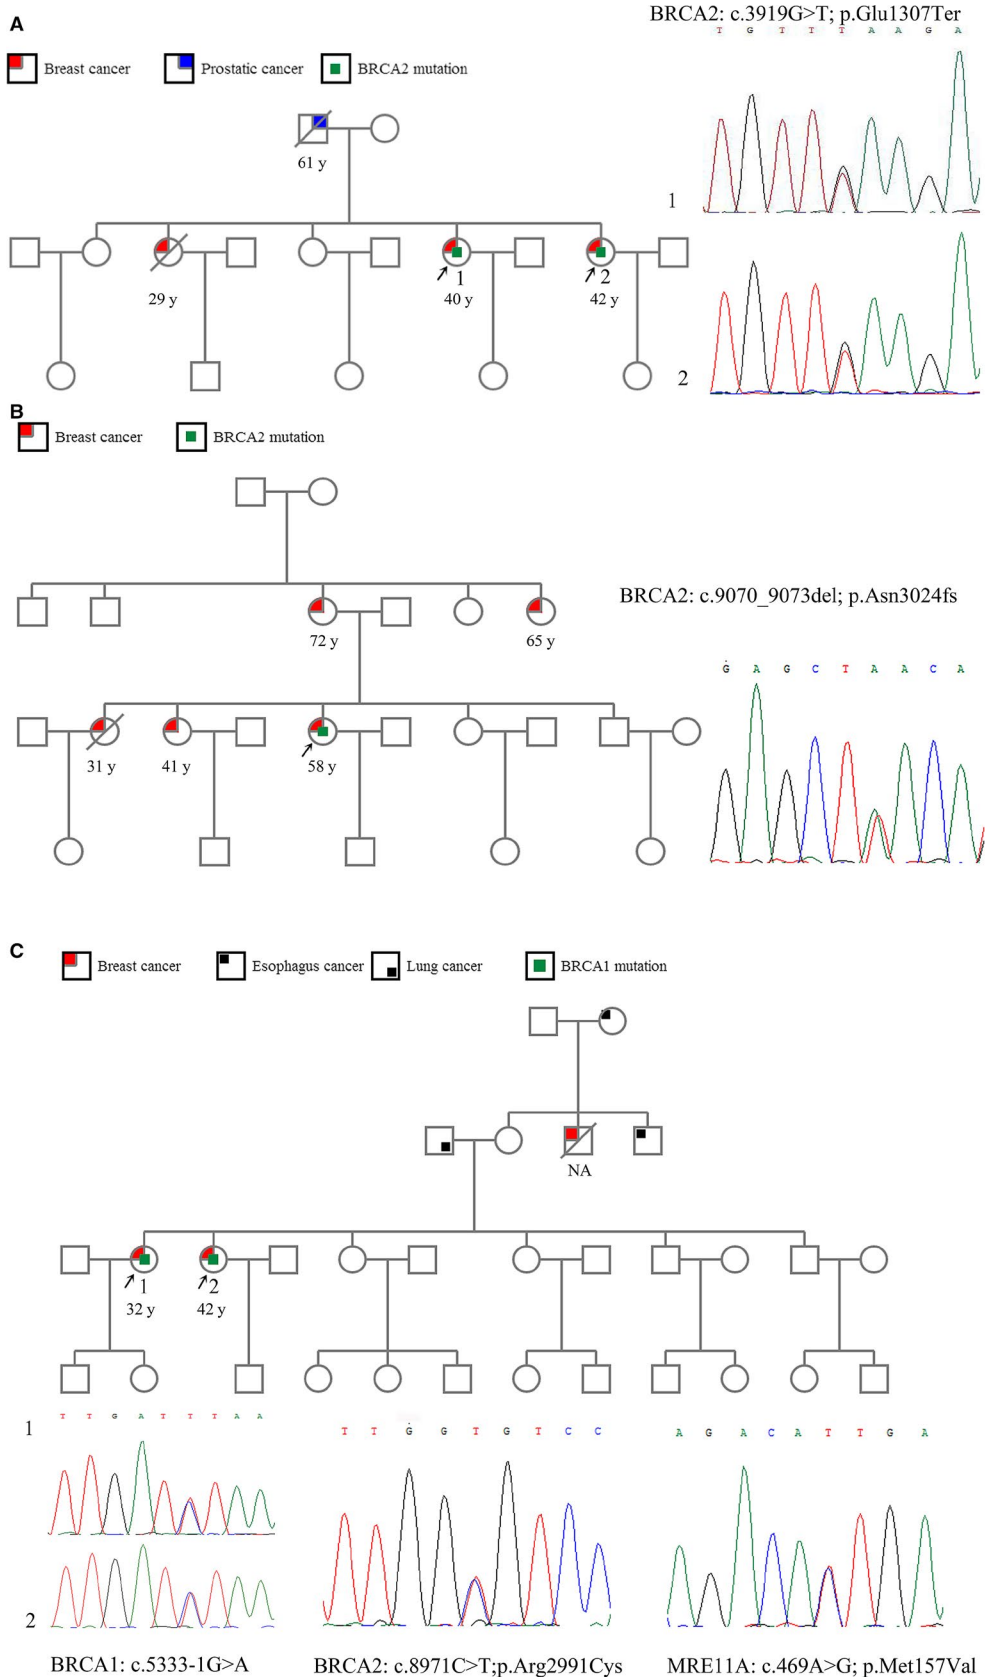 A
BRCA2: c.3919G>T; p.Glu1307Ter
T G T T T A A G A
Breast cancer
Prostatic cancer
BRCA2 mutation
61 y
1
1
2
29 y
40 y
42 y
2
B
Breast cancer
BRCA2 mutation
BRCA2: c.9070_9073del; p.Asn3024fs
72 y
65 y
G A G C T A A C A
31 y
41 y
58 y
C
Breast cancer
Esophagus cancer
Lung cancer
BRCA1 mutation
NA
1
2
32 y
42 y
1
T T G A T T T A A
T T G G T G T C C
A G A C A T T G A
2
BRCA1: c.5333-1G>A
BRCA2: c.8971C>T;p.Arg2991Cys
MRE11A: c.469A>G; p.Met157Val